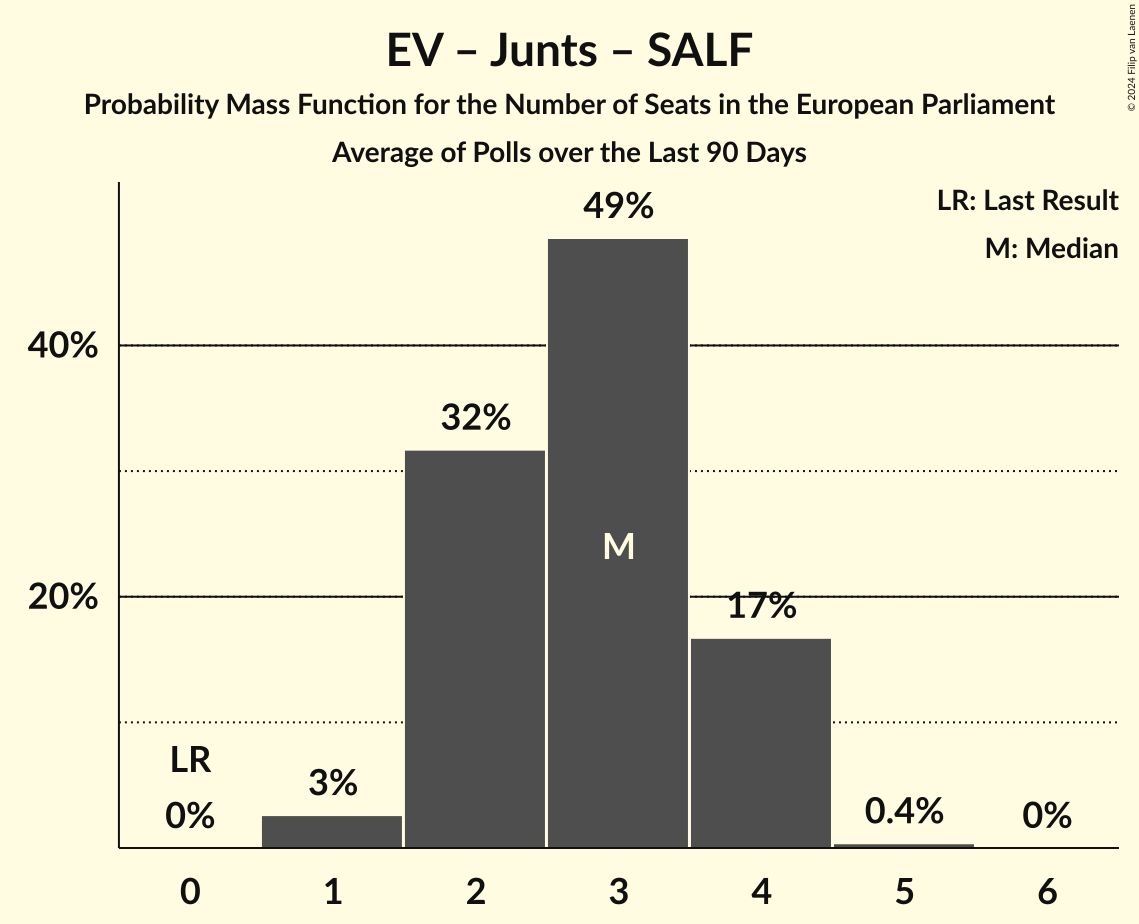 EV – Junts – SALF
Probability Mass Function for the Number of Seats in the European Parliament
Average of Polls over the Last 90 Days
© 2024 Filip van Laenen
LR: Last Result
M: Median
49%
40%
32%
M
20%
17%
LR
3%
0%
0.4%
0%
0 1 2 3 4 5 6